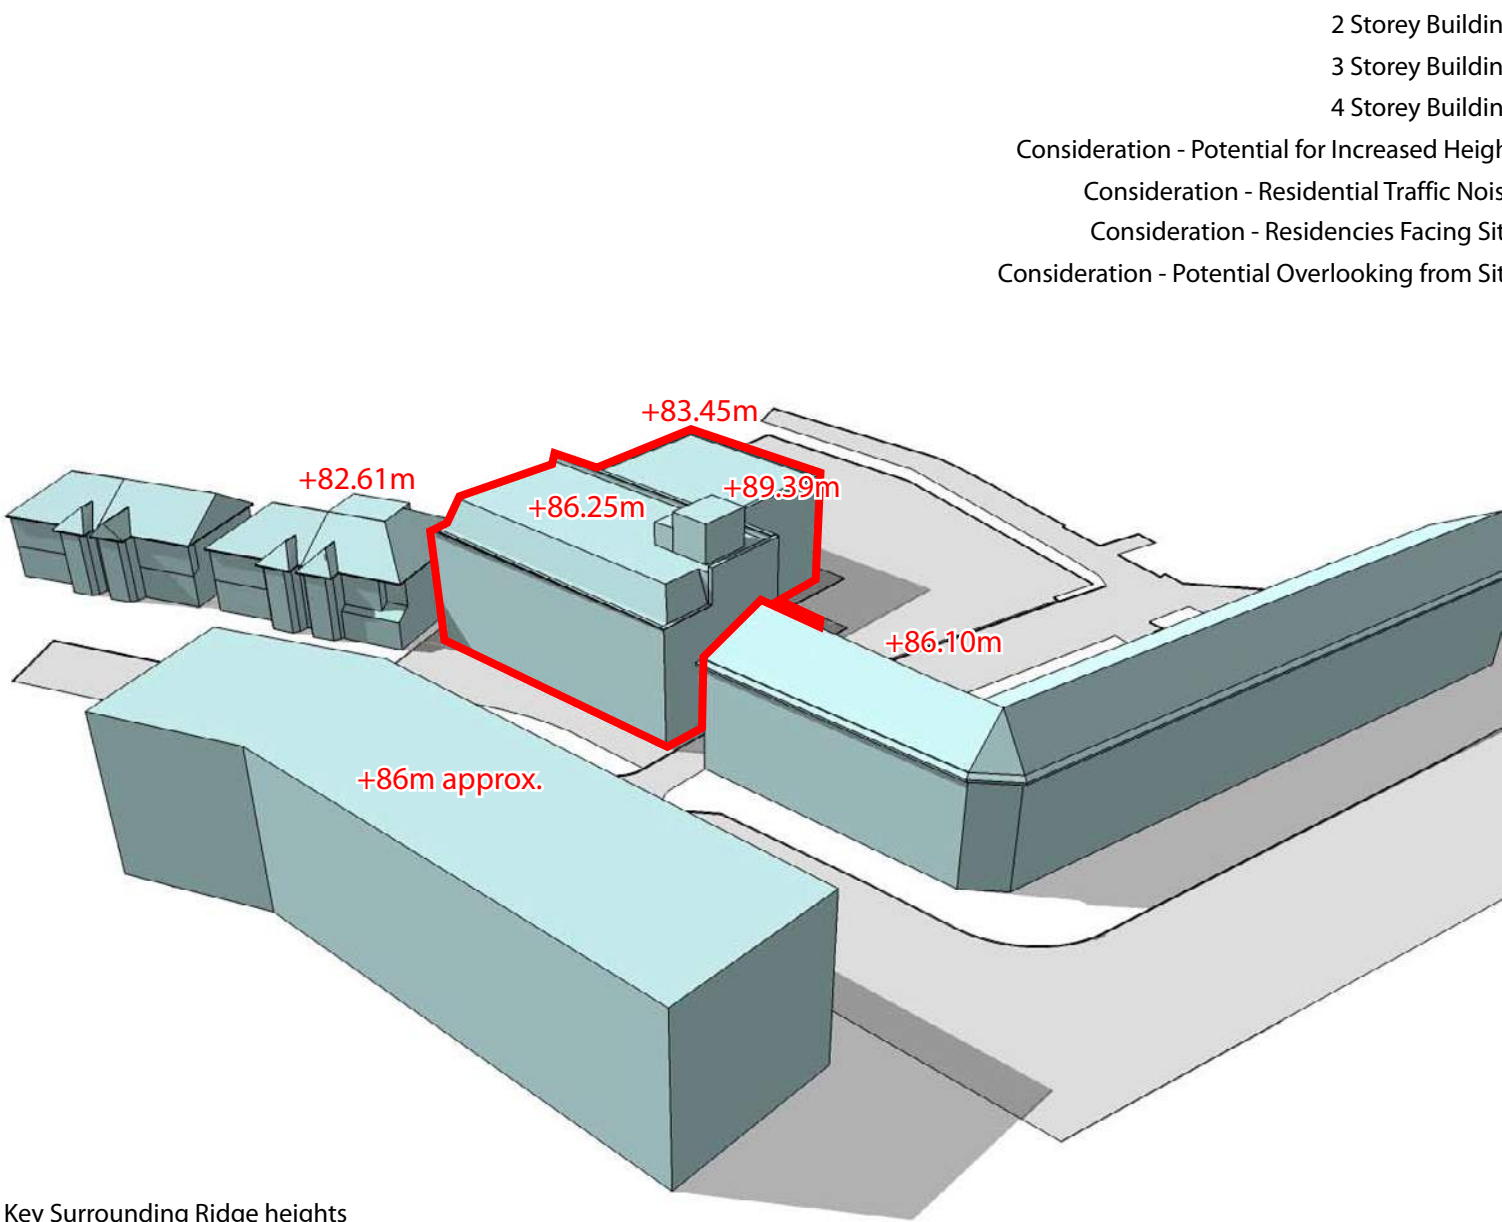 2 Storey Buildin
3 Storey Buildin
4 Storey Buildin
Consideration - Potential for Increased Heigh
Consideration - Residential Traffic Nois
Consideration - Residencies Facing Sit
Consideration - Potential Overlooking from Sit
+83.45m
+82.61m
+89.39m
+86.25m
+86.10m
+86m approx.
Key Surrounding Ridge heights